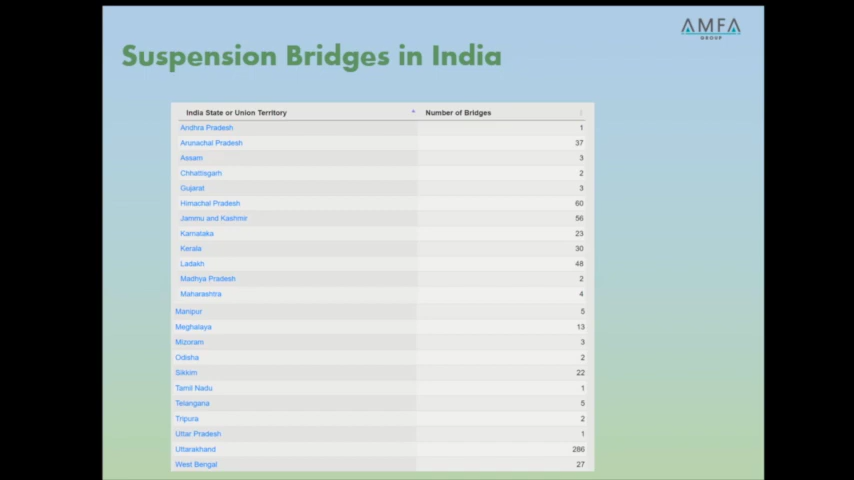 AMFA
GROUP
Suspension Bridges in India
India State or Union Territory Number of Bridges
Andhra Pradesh 1
Arunachal Pradesh 37
Assam 3
Chhattisgarh 2
Gujarat 3
Himachal Pradesh 60
Jammu and Kashmir 56
Karnataka 23
Kerala 30
Ladakh 48
Madhya Pradesh 2
Maharashtra 4
Manipur 5
Meghalaya 13
Mizoram 3
Odisha 2
Sikkim 22
Tamil Nadu 1
Telangana 5
Tripura 2
Uttar Pradesh 1
Uttarakhand 286
West Bengal 27